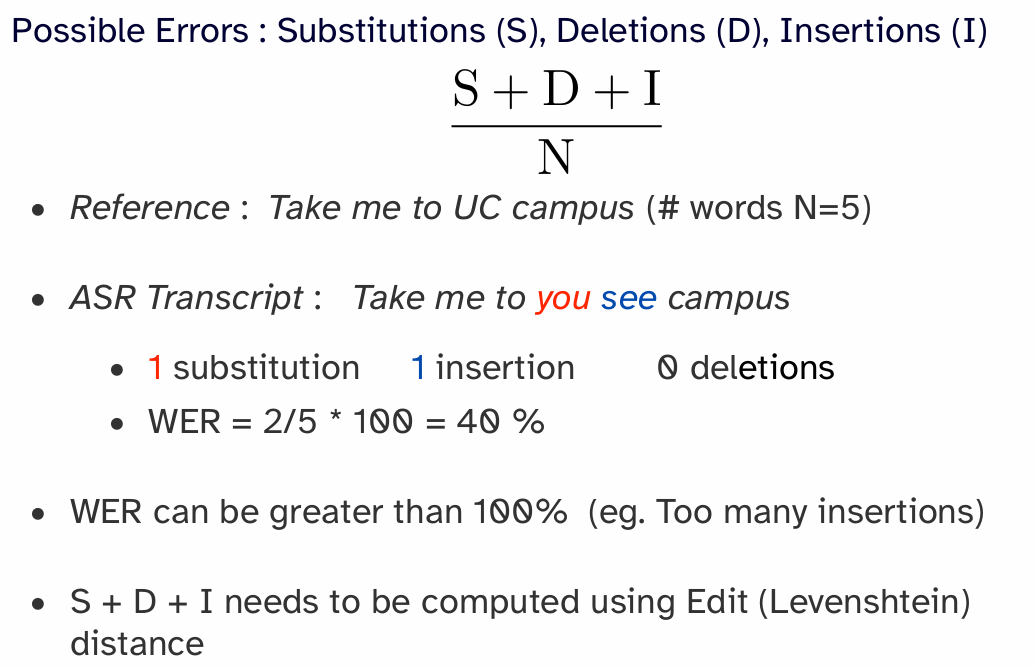 Possible Errors : Substitutions (S), Deletions (D), Insertions (I)
S + D + I
N
• Reference : Take me to UC campus (# words N=5)
• ASR Transcript : Take me to you see campus
• 1 substitution 1 insertion 0 deletions
• WER = 2/5 * 100 = 40 %
• WER can be greater than 100% (eg. Too many insertions)
• S + D + I needs to be computed using Edit (Levenshtein)
distance